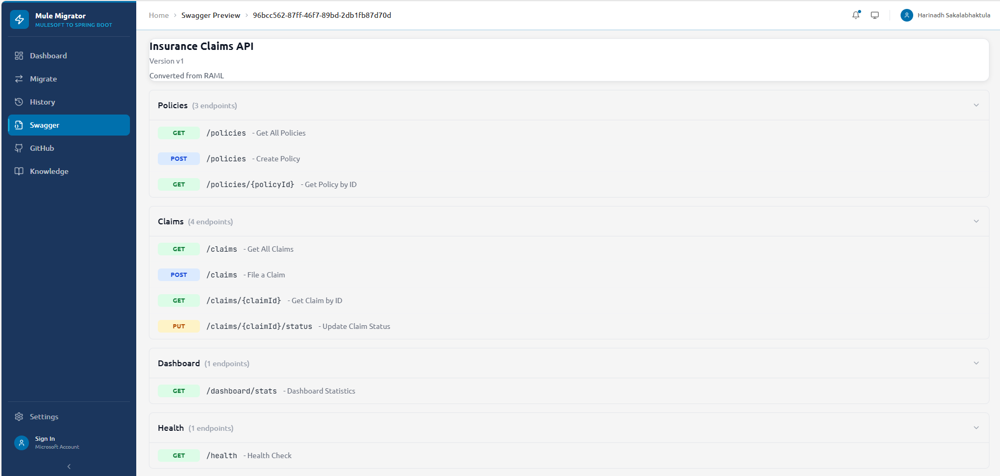 Mule Migrator
MULESOFT TO SPRING BOOT
Dashboard
Migrate
History
Swagger
GitHub
Knowledge
Settings
Sign In
Microsoft Account
Home > Swagger Preview > 96bcc562-87ff-46f7-89bd-2db1fb87d70d
Harinadh Sakalabhaktula
Insurance Claims API
Version v1
Converted from RAML
Policies (3 endpoints)
GET /policies - Get All Policies
POST /policies - Create Policy
GET /policies/{policyId} - Get Policy by ID
Claims (4 endpoints)
GET /claims - Get All Claims
POST /claims - File a Claim
GET /claims/{claimId} - Get Claim by ID
PUT /claims/{claimId}/status - Update Claim Status
Dashboard (1 endpoints)
GET /dashboard/stats - Dashboard Statistics
Health (1 endpoints)
GET /health - Health Check